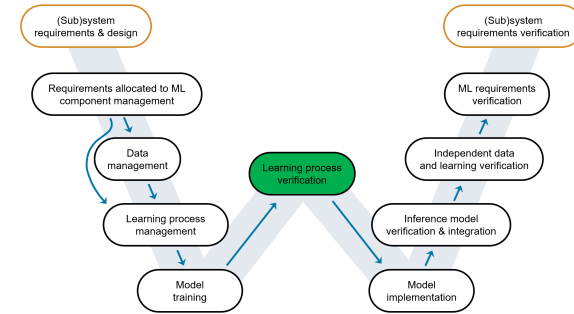 (Sub)system
requirements & design
(Sub)system
requirements verification
Requirements allocated to ML
component management
ML requirements
verification
Data
management
Independent data
and learning verification
Learning process
verification
Learning process
management
Inference model
verification & integration
Model
training
Model
implementation